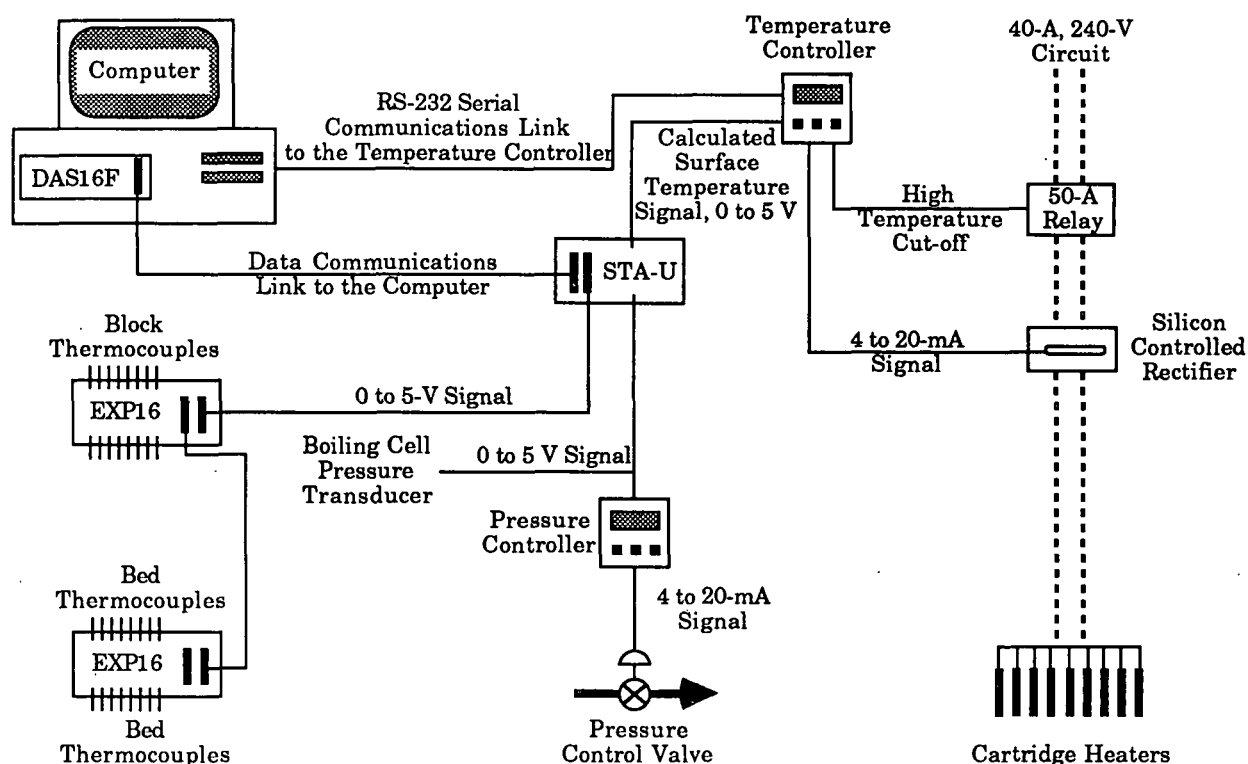 Temperature
Controller
40-A, 240-V
Circuit
Computer
RS-232 Serial
Communications Link
to the Temperature Controller
DAS16F
Calculated
Surface
Temperature
Signal, 0 to 5 V
High
Temperature
Cut-off
50-A
Relay
Data Communications
Link to the Computer
STA-U
Block
Thermocouples
4 to 20-mA
Signal
Silicon
Controlled
Rectifier
EXP16
0 to 5-V Signal
Boiling Cell
Pressure
Transducer
0 to 5 V Signal
Pressure
Controller
Bed
Thermocouples
4 to 20-mA
Signal
EXP16
Bed
Thermocouples
Pressure
Control Valve
Cartridge Heaters